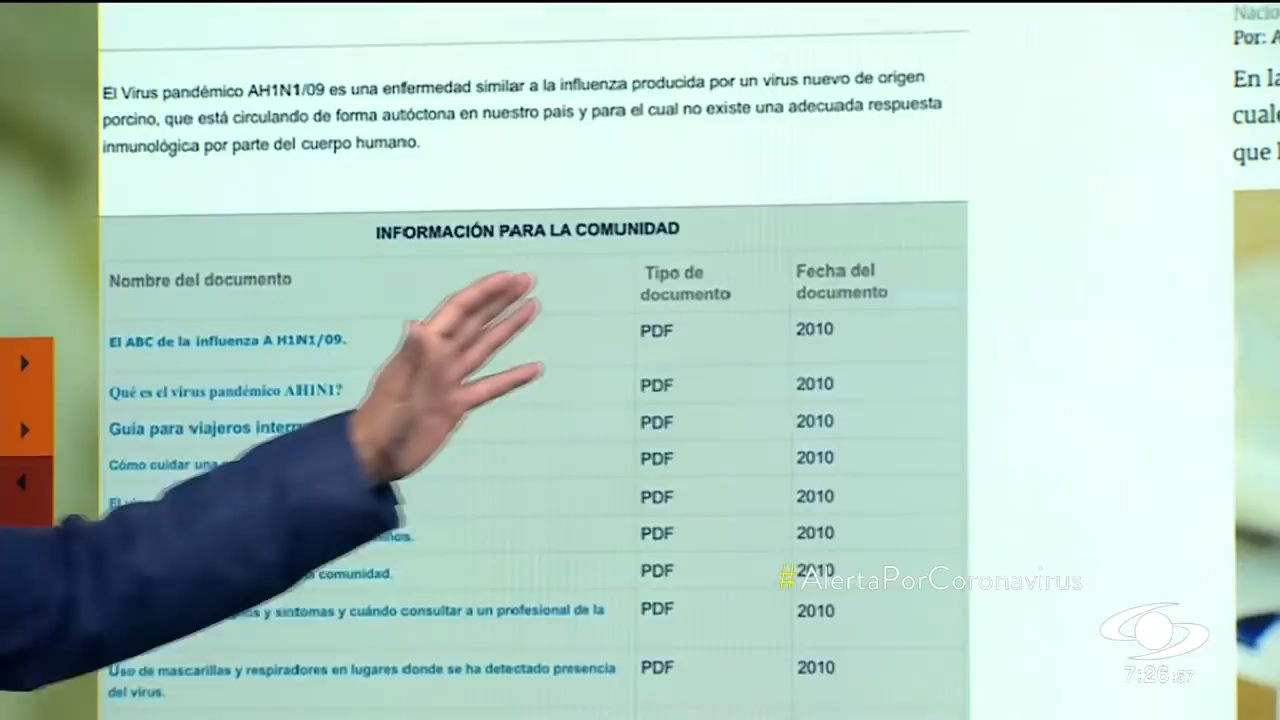 El Virus pandémico AH1N1/09 es una enfermedad similar a la influenza producida por un virus nuevo de origen
porcino, que está circulando de forma autóctona en nuestro país y para el cual no existe una adecuada respuesta
inmunológica por parte del cuerpo humano.
INFORMACIÓN PARA LA COMUNIDAD
Nombre del documento
Tipo de
documento
Fecha del
documento
El ABC de la influenza A H1N1/09. PDF 2010
Qué es el virus pandémico AH1N1? PDF 2010
Guía para viajeros PDF 2010
Cómo cuidar una PDF 2010
El PDF 2010
PDF 2010
comunidad. PDF 2010
y síntomas y cuándo consultar a un profesional de la PDF 2010
Uso de mascarillas y respiradores en lugares donde se ha detectado presencia PDF 2010
del virus.
Por:
En la
que
#AlertaPorCoronavirus
7:26:57